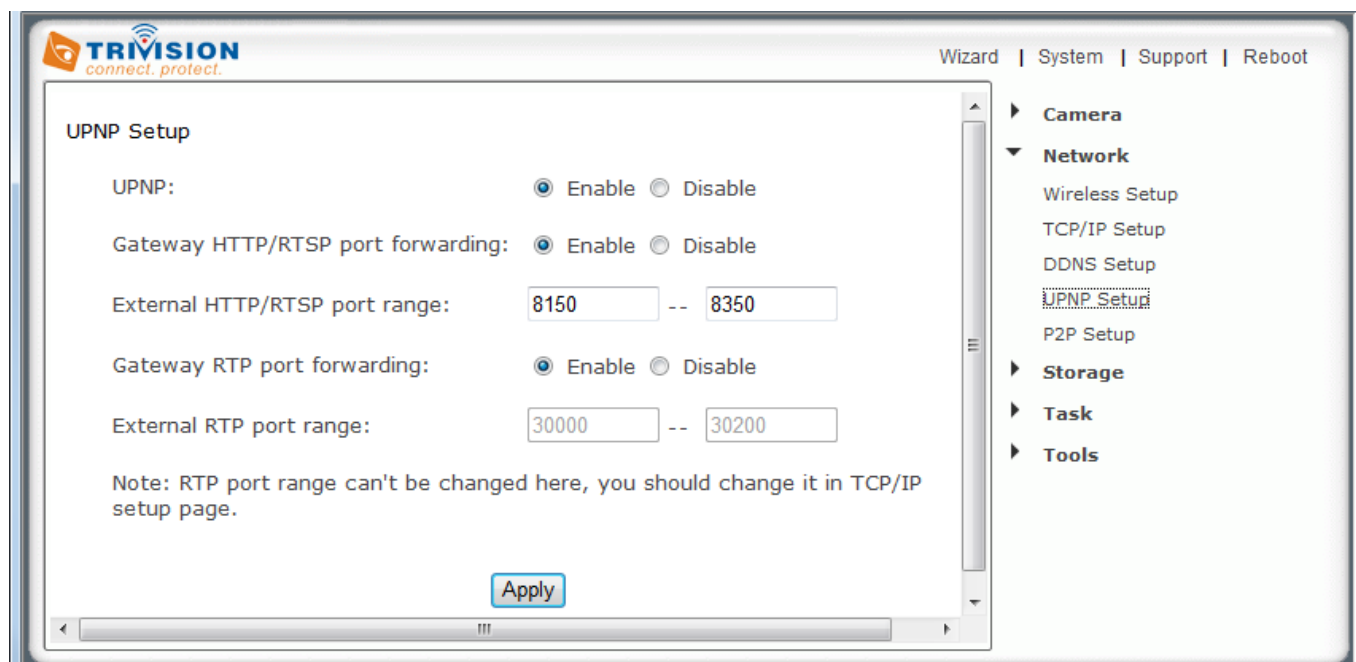 TRIVISION
connect. protect.
Wizard | System | Support | Reboot
UPNP Setup
UPNP: Enable Disable
Gateway HTTP/RTSP port forwarding: Enable Disable
External HTTP/RTSP port range: 8150 -- 8350
Gateway RTP port forwarding: Enable Disable
External RTP port range: 30000 -- 30200
Note: RTP port range can't be changed here, you should change it in TCP/IP
setup page.
Apply
Camera
Network
Wireless Setup
TCP/IP Setup
DDNS Setup
UPNP Setup
P2P Setup
Storage
Task
Tools